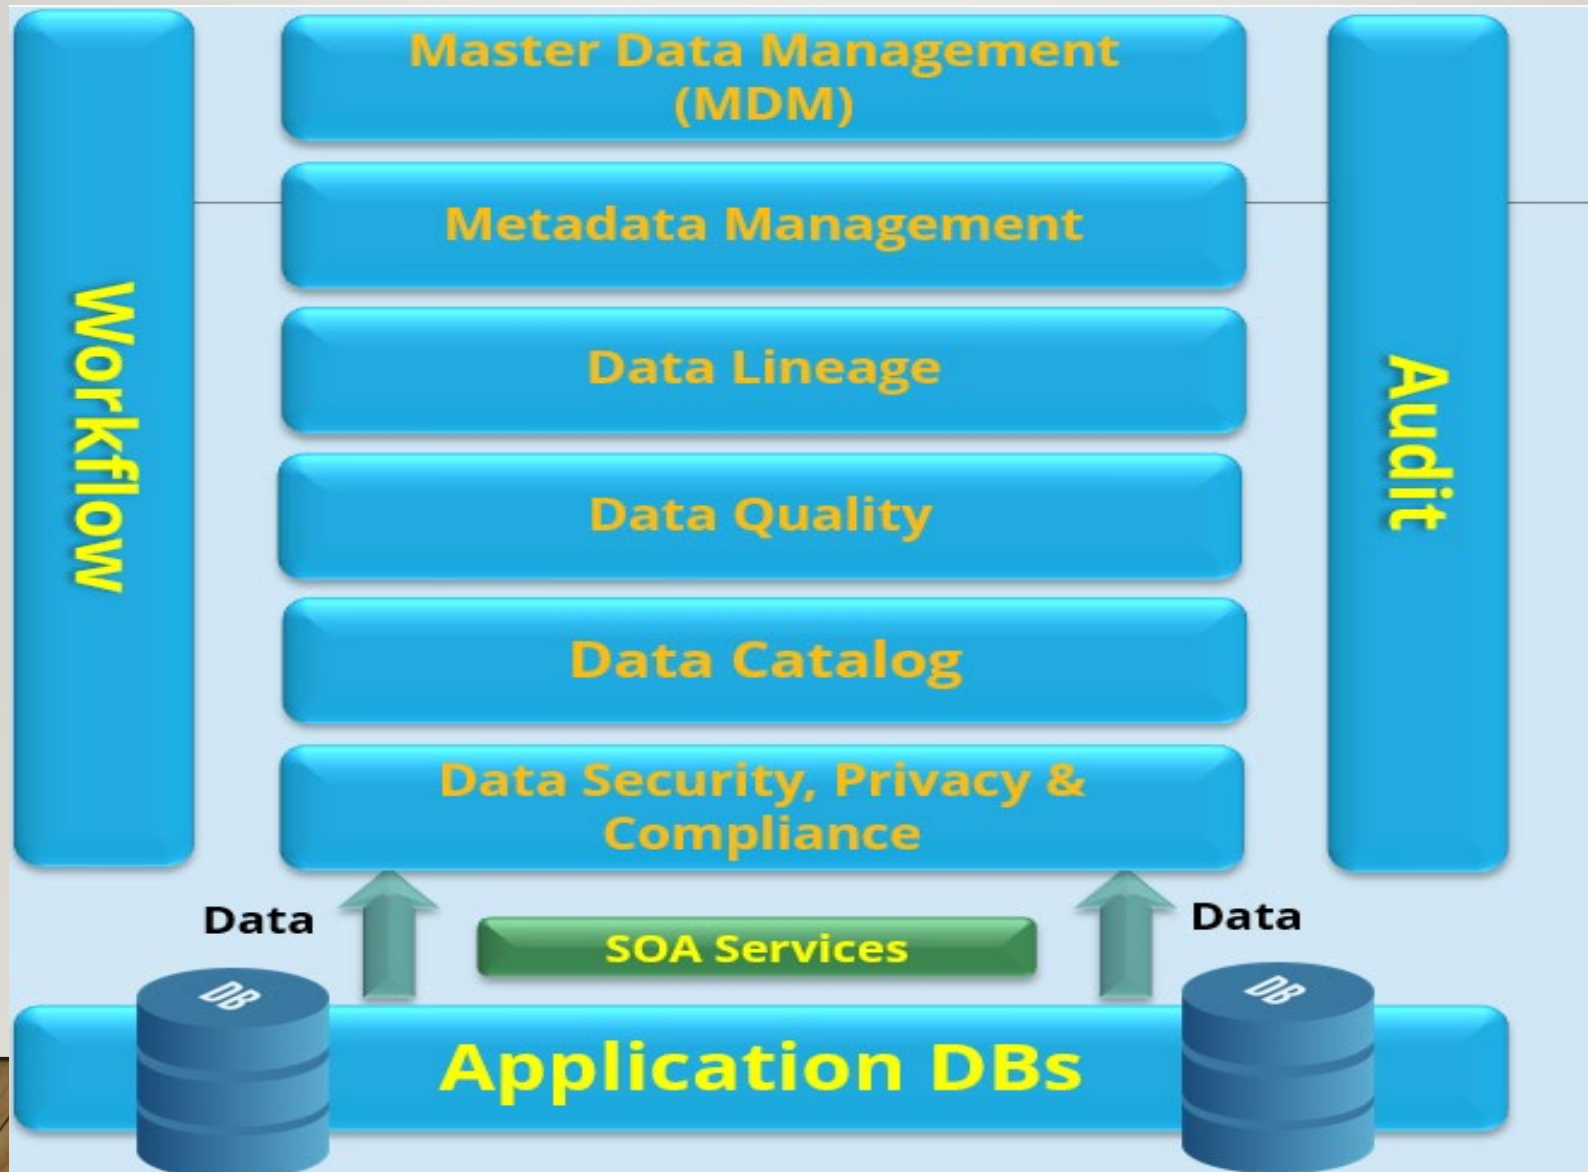 Workflow
Master Data Management
(MDM)
Metadata Management
Data Lineage
Data Quality
Data Catalog
Data Security, Privacy &
Compliance
Audit
Data
SOA Services
Data
DB
Application DBs
DB